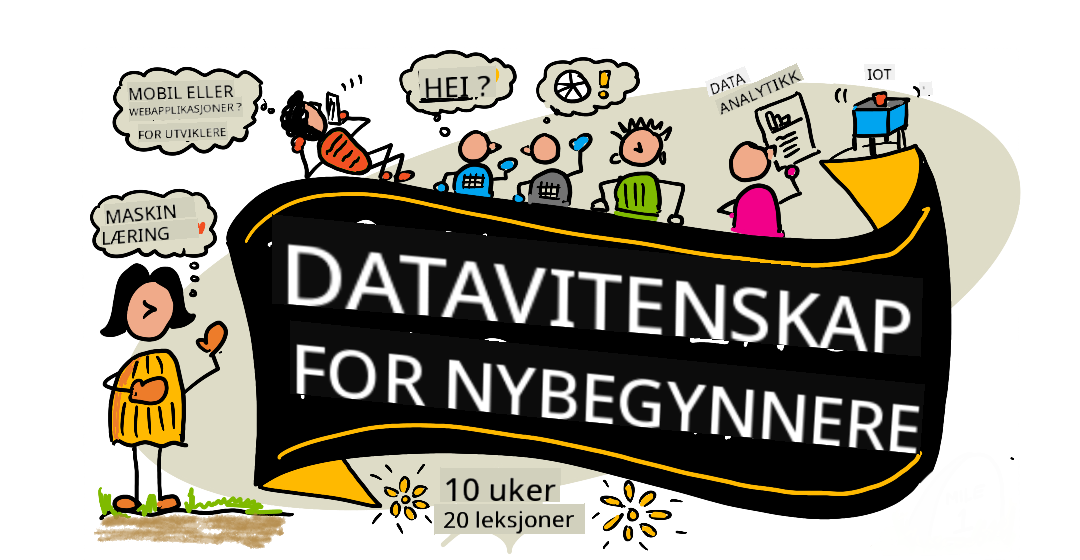 MOBIL ELLER
WEBAPPLIKASJONER ?
FOR UTVIKLERE
HEI ?
!
DATA
ANALYTIKK
IOT
MASKIN
LÆRING
DATAVITENSKAP
FOR NYBEGYNNERE
10 uker
20 leksjoner